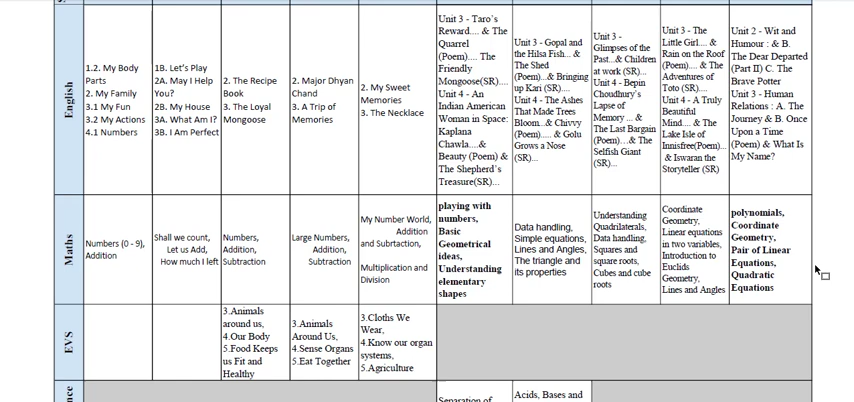 English
1.2. My Body
Parts
2. My Family
3.1 My Fun
3.2 My Actions
4.1 Numbers
1B. Let's Play
2A. May I Help
You?
2B. My House
3A. What Am I?
3B. I Am Perfect
2. The Recipe
Book
3. The Loyal
Mongoose
2. Major Dhyan
Chand
3. A Trip of
Memories
2. My Sweet
Memories
3. The Necklace
Unit 3 - Taro's
Reward.... & The
Quarrel
(Poem).... The
Friendly
Mongoose(SR)....
Unit 4 - An
Indian American
Woman in Space:
Kaplana
Chawla....&
Beauty (Poem) &
The Shepherd's
Treasure(SR)...
Unit 3 - Gopal and
the Hilsa Fish... &
The Shed
(Poem)...& Bringing
up Kari (SR)...
Unit 4 - The Ashes
That Made Trees
Bloom...& Chivvy
(Poem)..... & Golu
Grows a Nose
(SR)...
Unit 3 -
Glimpses of the
Past...& Children
at work (SR)...
Unit 4 - Bepin
Choudhury's
Lapse of
Memory ... &
The Last Bargain
(Poem)…& The
Selfish Giant
(SR)...
Unit 3 - The
Little Girl.... &
Rain on the Roof
(Poem).... & The
Adventures of
Toto (SR)....
Unit 4 - A Truly
Beautiful
Mind.... & The
Lake Isle of
Innisfree(Poem)...
& Iswaran the
Storyteller (SR)
Unit 2 - Wit and
Humour : & B.
The Dear Departed
(Part II) C. The
Brave Potter
Unit 3 - Human
Relations : A. The
Journey & B. Once
Upon a Time
(Poem) & What Is
My Name?
Maths
Numbers (0 - 9),
Addition
Shall we count,
Let us Add,
How much I left
Numbers,
Addition,
Subtraction
Large Numbers,
Addition,
Subtraction
My Number World,
Addition
and Subrtaction,
Multiplication and
Division
playing with
numbers,
Basic
Geometrical
ideas,
Understanding
elementary
shapes
Data handling,
Simple equations,
Lines and Angles,
The triangle and
its properties
Understanding
Quadrilaterals,
Data handling,
Squares and
square roots,
Cubes and cube
roots
Coordinate
Geometry,
Linear equations
in two variables,
Introduction to
Euclids
Geometry,
Lines and Angles
polynomials,
Coordinate
Geometry,
Pair of Linear
Equations,
Quadratic
Equations
EVS
3.Animals
around us,
4.Our Body
5.Food Keeps
us Fit and
Healthy
3.Animals
Around Us,
4.Sense Organs
5.Eat Together
3.Cloths We
Wear,
4.Know our organ
systems,
5.Agriculture
Separation of
Acids, Bases and